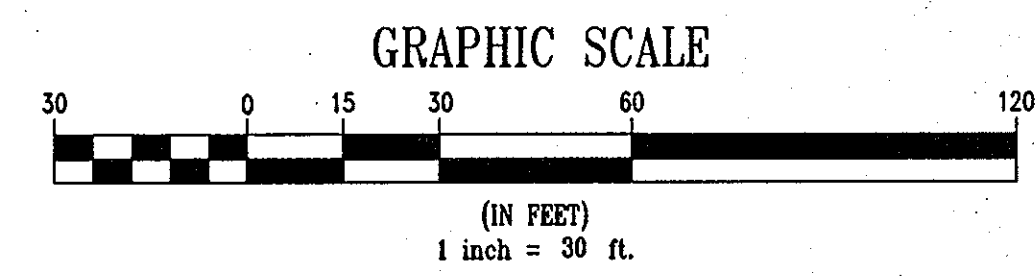 GRAPHIC SCALE
30 0 15 30 60 120
(IN FEET)
1 inch = 30 ft.